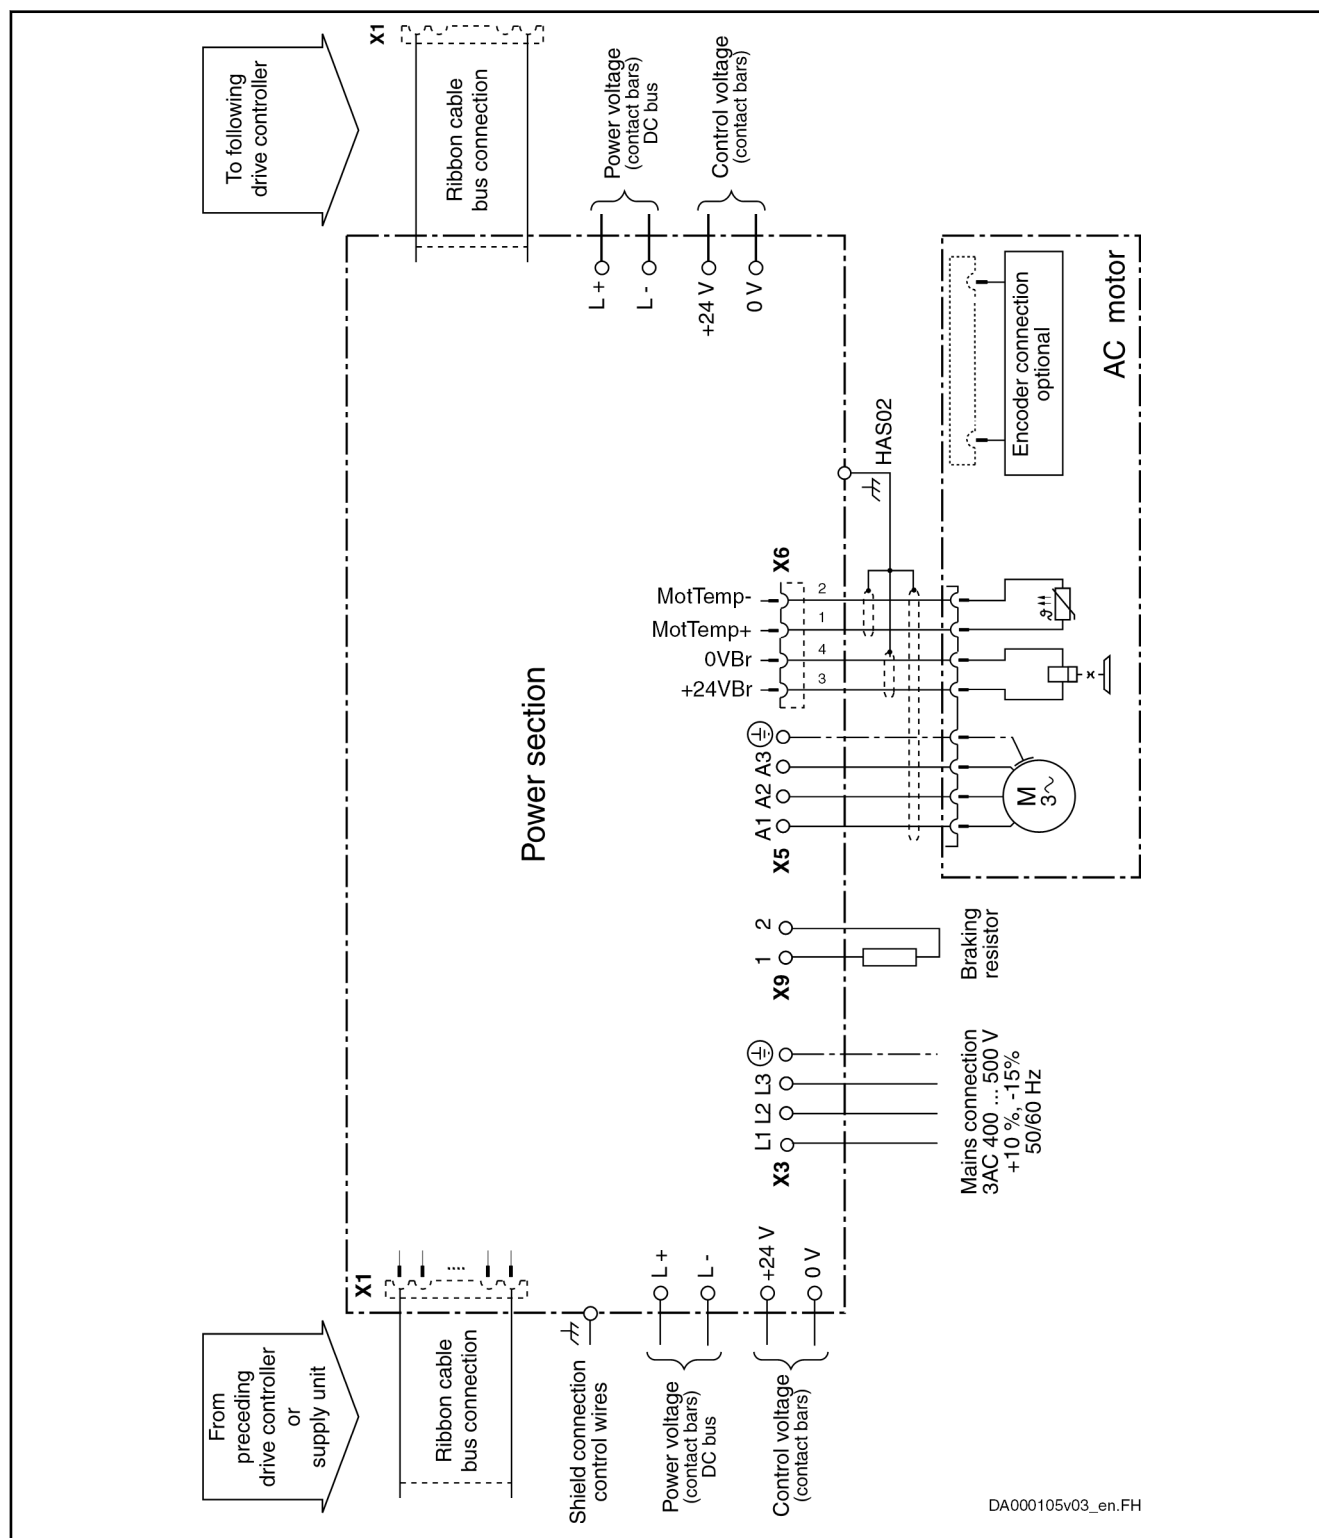 From
preceding
drive controller
or
supply unit
To following
drive controller
X1
Ribbon cable
bus connection
X1
Ribbon cable
bus connection
Shield connection
control wires
L +
L -
Power voltage
(contact bars)
DC bus
+24 V
0 V
Control voltage
(contact bars)
L +
L -
Power voltage
(contact bars)
DC bus
+24 V
0 V
Control voltage
(contact bars)
Power section
X3
L1 L2 L3
Mains connection
3AC 400 ... 500 V
+10 %, -15%
50/60 Hz
X9
1 2
Braking
resistor
X5
A1 A2 A3
+24VBr
0VBr
MotTemp+
MotTemp-
3
4
1
2
X6
HAS02
M
3~
ϑ
Encoder connection
optional
AC motor
DA000105v03_en.FH